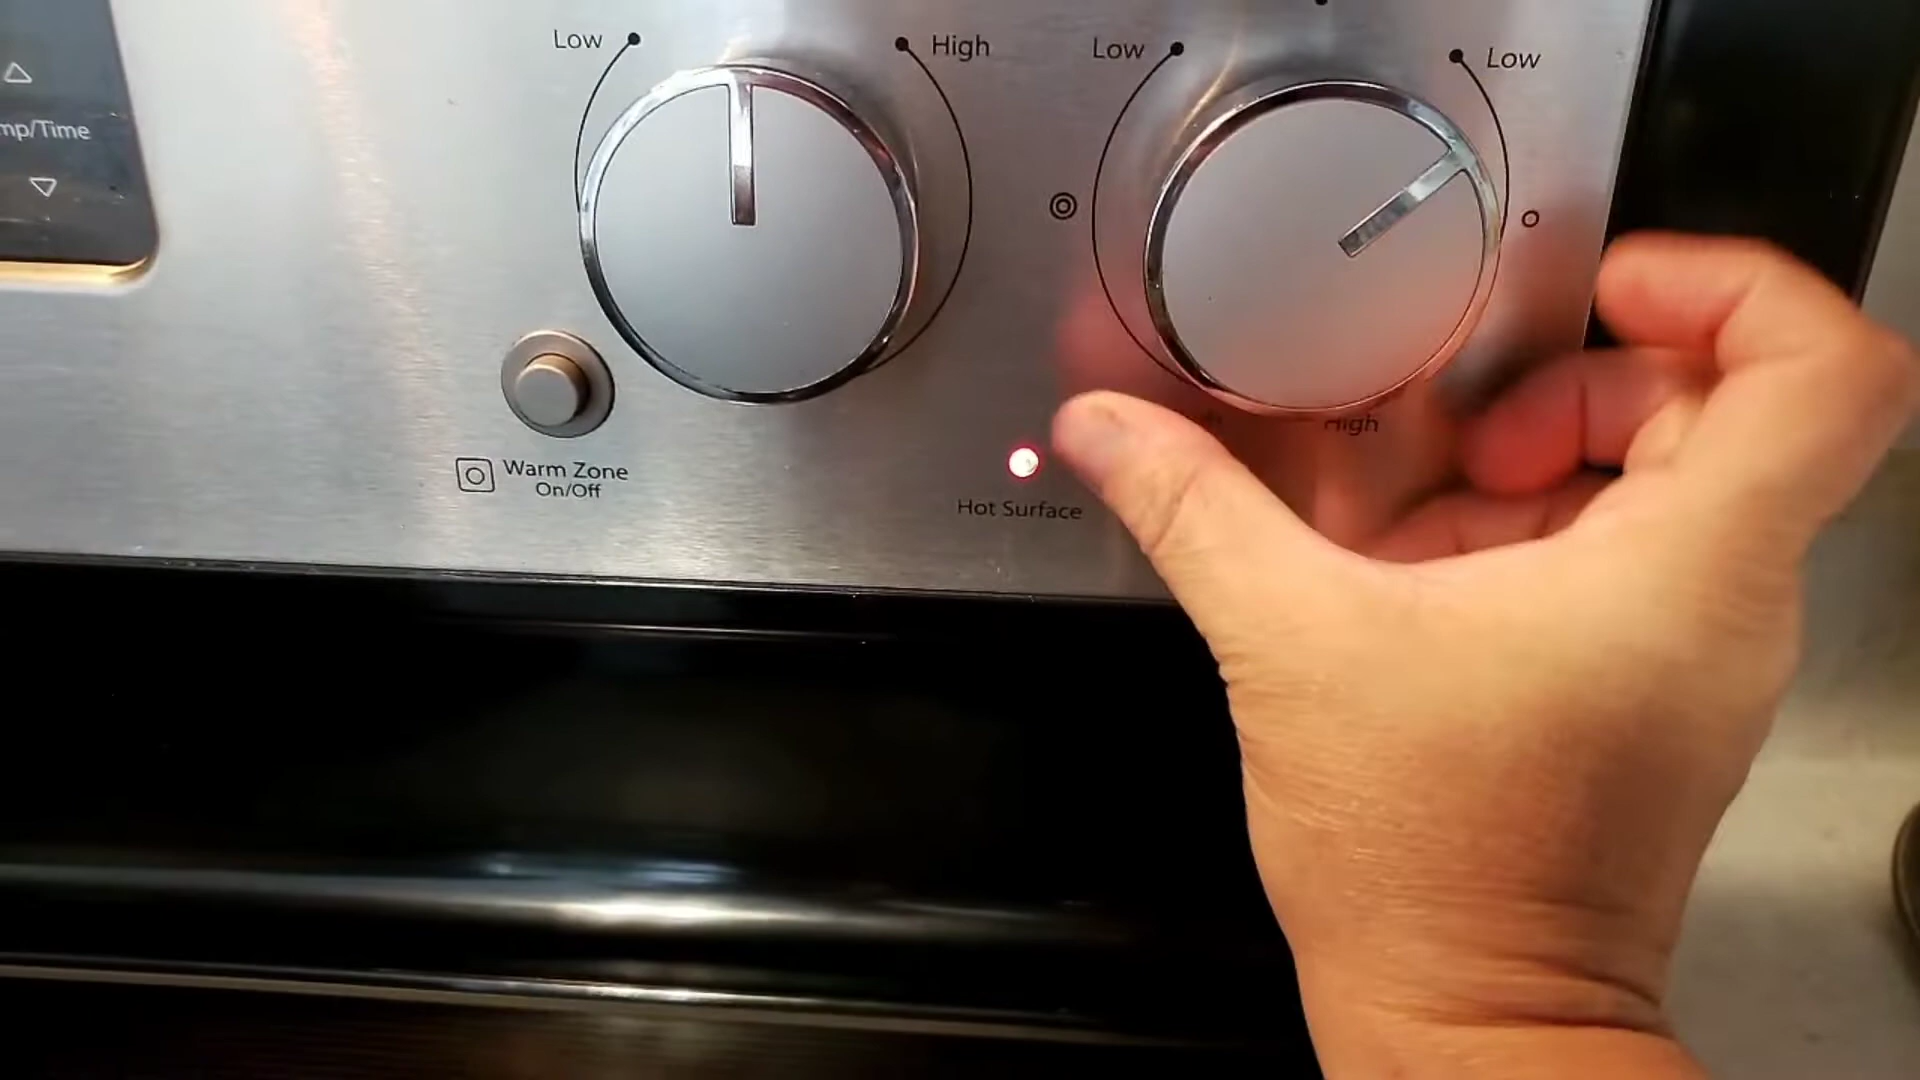 Low
High
Low
Low
mp/Time
High
Warm Zone
On/Off
Hot Surface